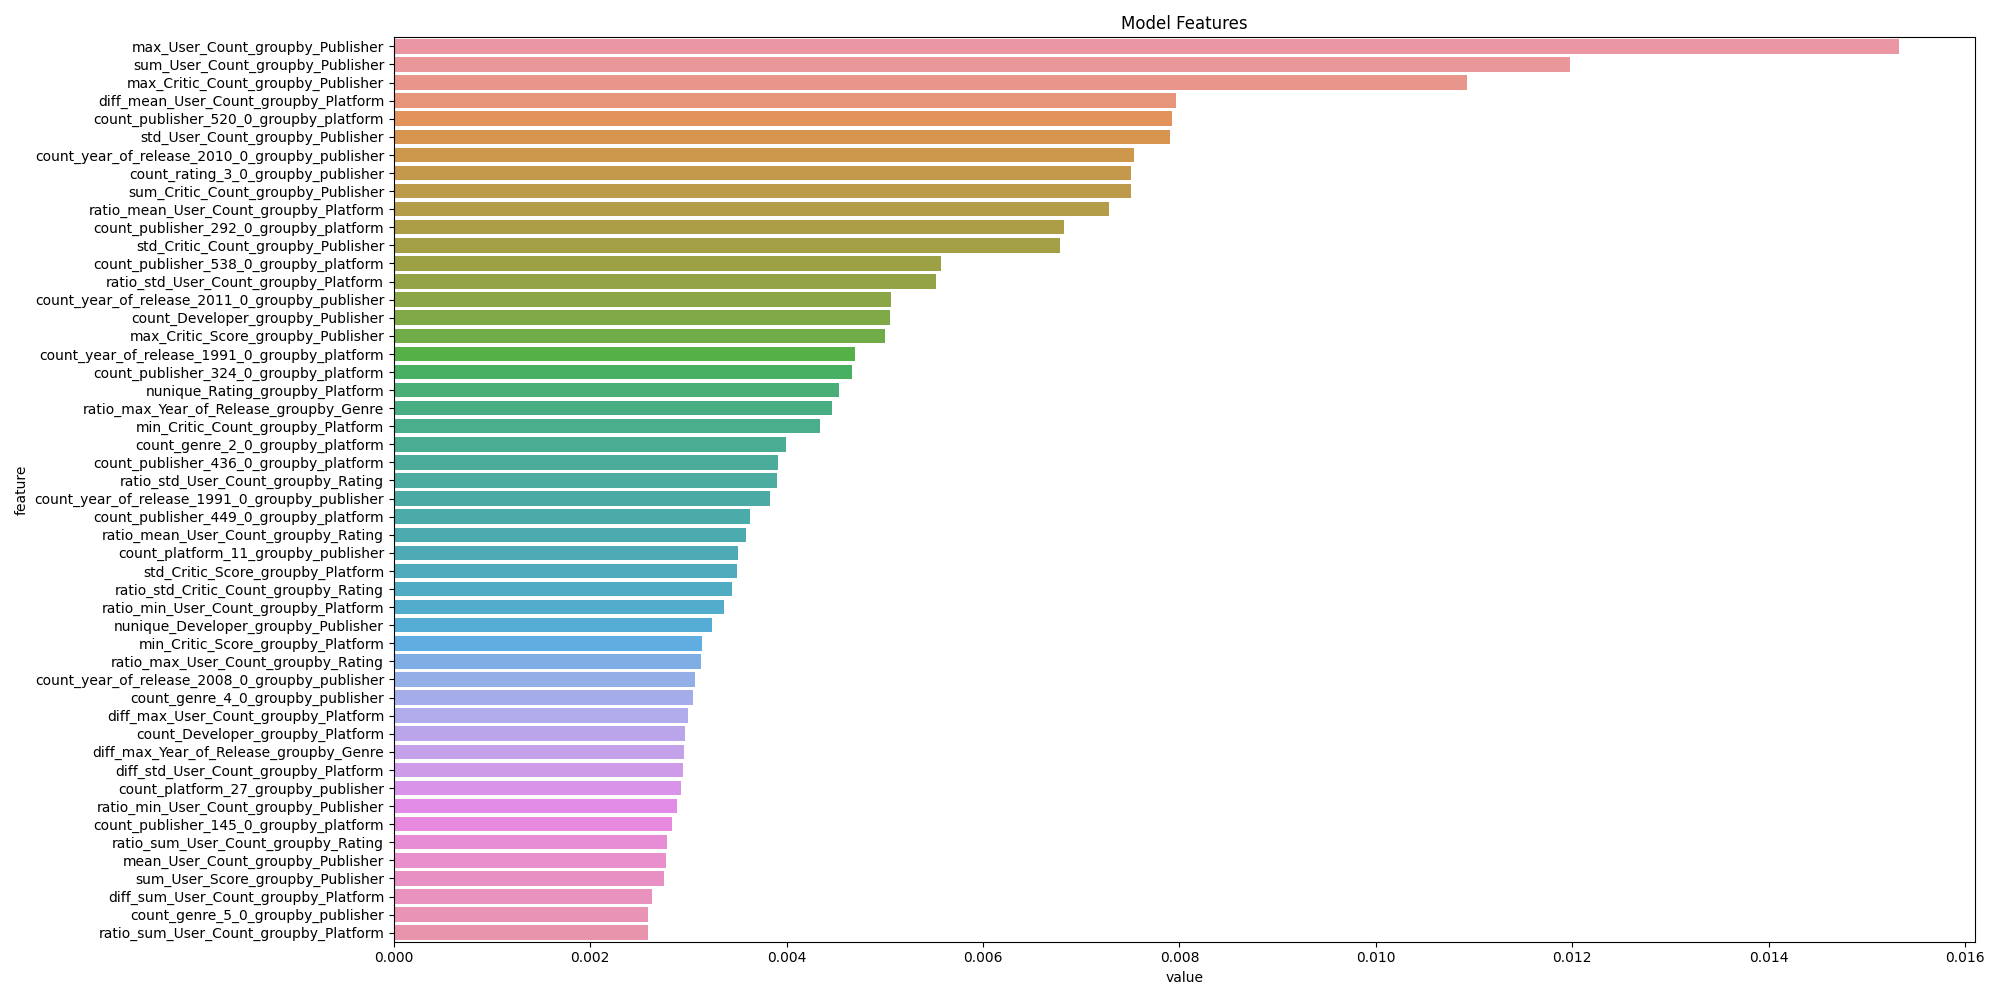 Model Features
max_User_Count_groupby_Publisher
sum_User_Count_groupby_Publisher
max_Critic_Count_groupby_Publisher
diff_mean_User_Count_groupby_Platform
count_publisher_520_0_groupby_platform
std_User_Count_groupby_Publisher
count_year_of_release_2010_0_groupby_publisher
count_rating_3_0_groupby_publisher
sum_Critic_Count_groupby_Publisher
ratio_mean_User_Count_groupby_Platform
count_publisher_292_0_groupby_platform
std_Critic_Count_groupby_Publisher
count_publisher_538_0_groupby_platform
ratio_std_User_Count_groupby_Platform
count_year_of_release_2011_0_groupby_publisher
count_Developer_groupby_Publisher
max_Critic_Score_groupby_Publisher
count_year_of_release_1991_0_groupby_platform
count_publisher_324_0_groupby_platform
nunique_Rating_groupby_Platform
ratio_max_Year_of_Release_groupby_Genre
min_Critic_Count_groupby_Platform
count_genre_2_0_groupby_platform
count_publisher_436_0_groupby_platform
ratio_std_User_Count_groupby_Rating
count_year_of_release_1991_0_groupby_publisher
count_publisher_449_0_groupby_platform
ratio_mean_User_Count_groupby_Rating
count_platform_11_groupby_publisher
std_Critic_Score_groupby_Platform
ratio_std_Critic_Count_groupby_Rating
ratio_min_User_Count_groupby_Platform
nunique_Developer_groupby_Publisher
min_Critic_Score_groupby_Platform
ratio_max_User_Count_groupby_Rating
count_year_of_release_2008_0_groupby_publisher
count_genre_4_0_groupby_publisher
diff_max_User_Count_groupby_Platform
count_Developer_groupby_Platform
diff_max_Year_of_Release_groupby_Genre
diff_std_User_Count_groupby_Platform
count_platform_27_groupby_publisher
ratio_min_User_Count_groupby_Publisher
count_publisher_145_0_groupby_platform
ratio_sum_User_Count_groupby_Rating
mean_User_Count_groupby_Publisher
sum_User_Score_groupby_Publisher
diff_sum_User_Count_groupby_Platform
count_genre_5_0_groupby_publisher
ratio_sum_User_Count_groupby_Platform
feature
0.000 0.002 0.004 0.006 0.008 0.010 0.012 0.014 0.016
value